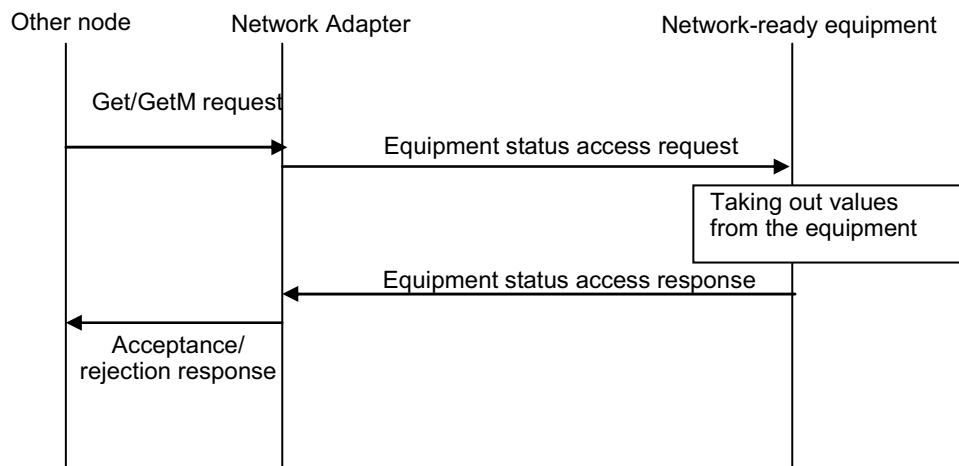 Other node
Network Adapter
Network-ready equipment
Get/GetM request
Equipment status access request
Taking out values
from the equipment
Equipment status access response
Acceptance/
rejection response